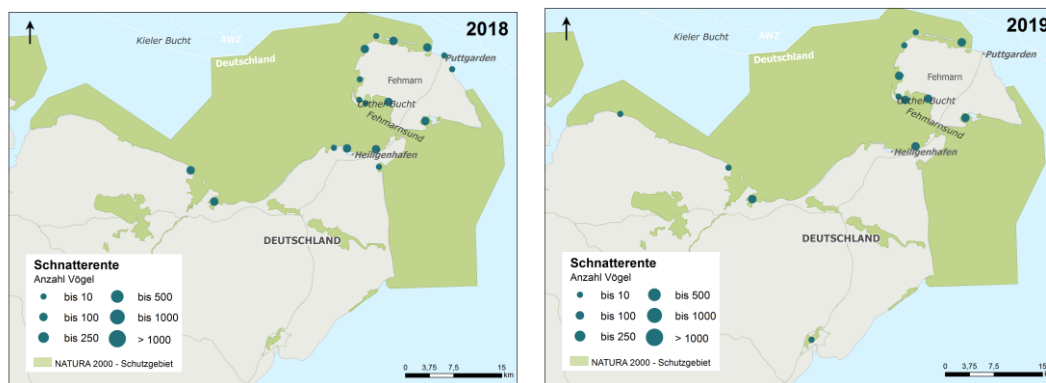 2018
Kieler Bucht
AWZ
Deutschland
Puttgarden
Fehmarn
Orther Bucht
Fehmarnsund
Heiligenhafen
DEUTSCHLAND
Schnatterente
Anzahl Vögel
bis 10 bis 500
bis 100 bis 1000
bis 250 > 1000
NATURA 2000 - Schutzgebiet
0 3,75 7,5 15
km
2019
Kieler Bucht
AWZ
Deutschland
Puttgarden
Fehmarn
Orther Bucht
Fehmarnsund
Heiligenhafen
DEUTSCHLAND
Schnatterente
Anzahl Vögel
bis 10 bis 500
bis 100 bis 1000
bis 250 > 1000
NATURA 2000 - Schutzgebiet
0 3,75 7,5 15
km